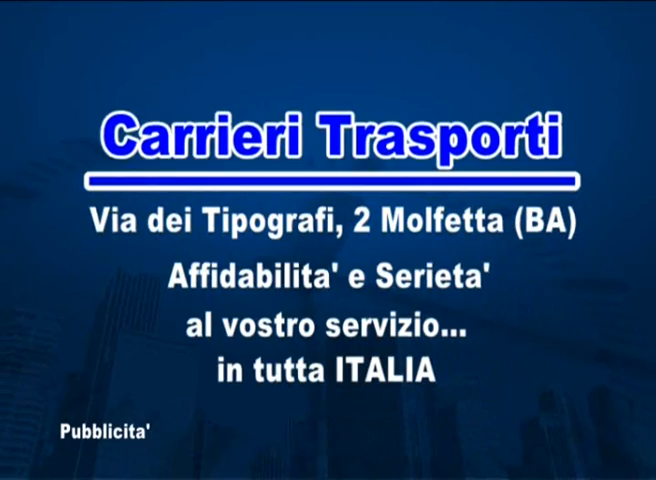 Carrieri Trasporti
Via dei Tipografi, 2 Molfetta (BA)
Affidabilita' e Serieta'
al vostro servizio...
in tutta ITALIA
Pubblicita'